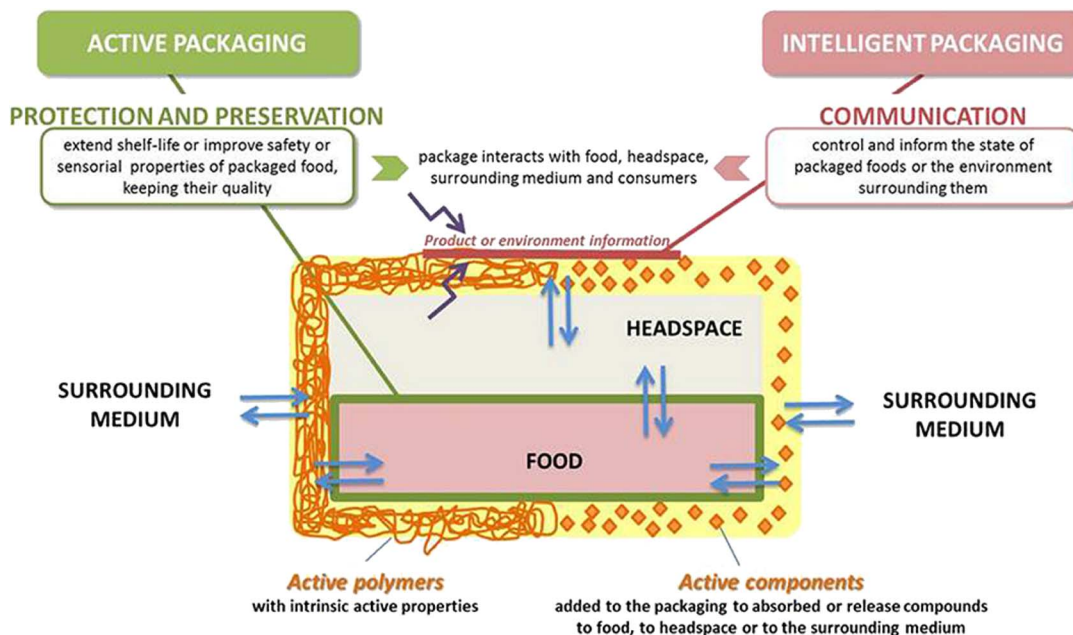 ACTIVE PACKAGING
INTELLIGENT PACKAGING
PROTECTION AND PRESERVATION
extend shelf-life or improve safety or
sensorial properties of packaged food,
keeping their quality
package interacts with food, headspace,
surrounding medium and consumers
COMMUNICATION
control and inform the state of
packaged foods or the environment
surrounding them
Product or environment information
HEADSPACE
SURROUNDING
MEDIUM
FOOD
SURROUNDING
MEDIUM
Active polymers
with intrinsic active properties
Active components
added to the packaging to absorbed or release compounds
to food, to headspace or to the surrounding medium